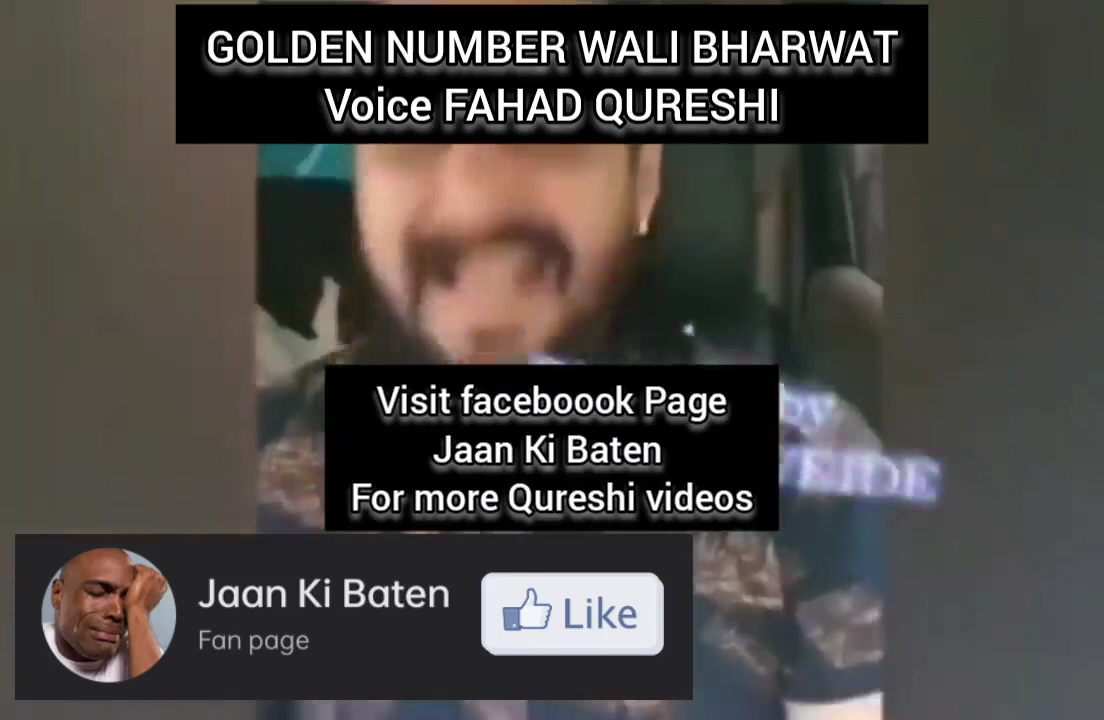 GOLDEN NUMBER WALI BHARWAT
Voice FAHAD QURESHI
Visit faceboook Page
Jaan Ki Baten
For more Qureshi videos
by
Jaan Ki Baten
Fan page
Like